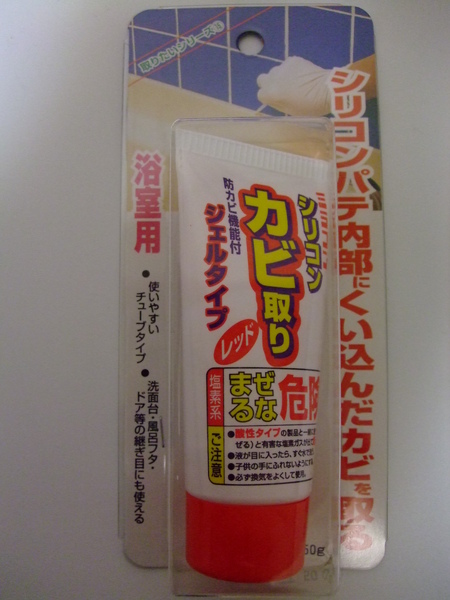 取りたいシリーズ
シリコンパテ内部にくい込んだカビを取る
浴室用
● 使いやすい
チューブタイプ
● 洗面台・風呂フタ・
ドア等の継ぎ目にも使える
シリコン
カビ取り
防カビ機能付
ジェルタイプ
レッド
塩素系
まぜるな
危険
ご注意
●酸性タイプの製品と一緒に
ぜる)と有害な塩素ガスが
●液が目に入ったら、すぐ水で
●子供の手にふれないように
●必ず換気をよくして使用。
50g